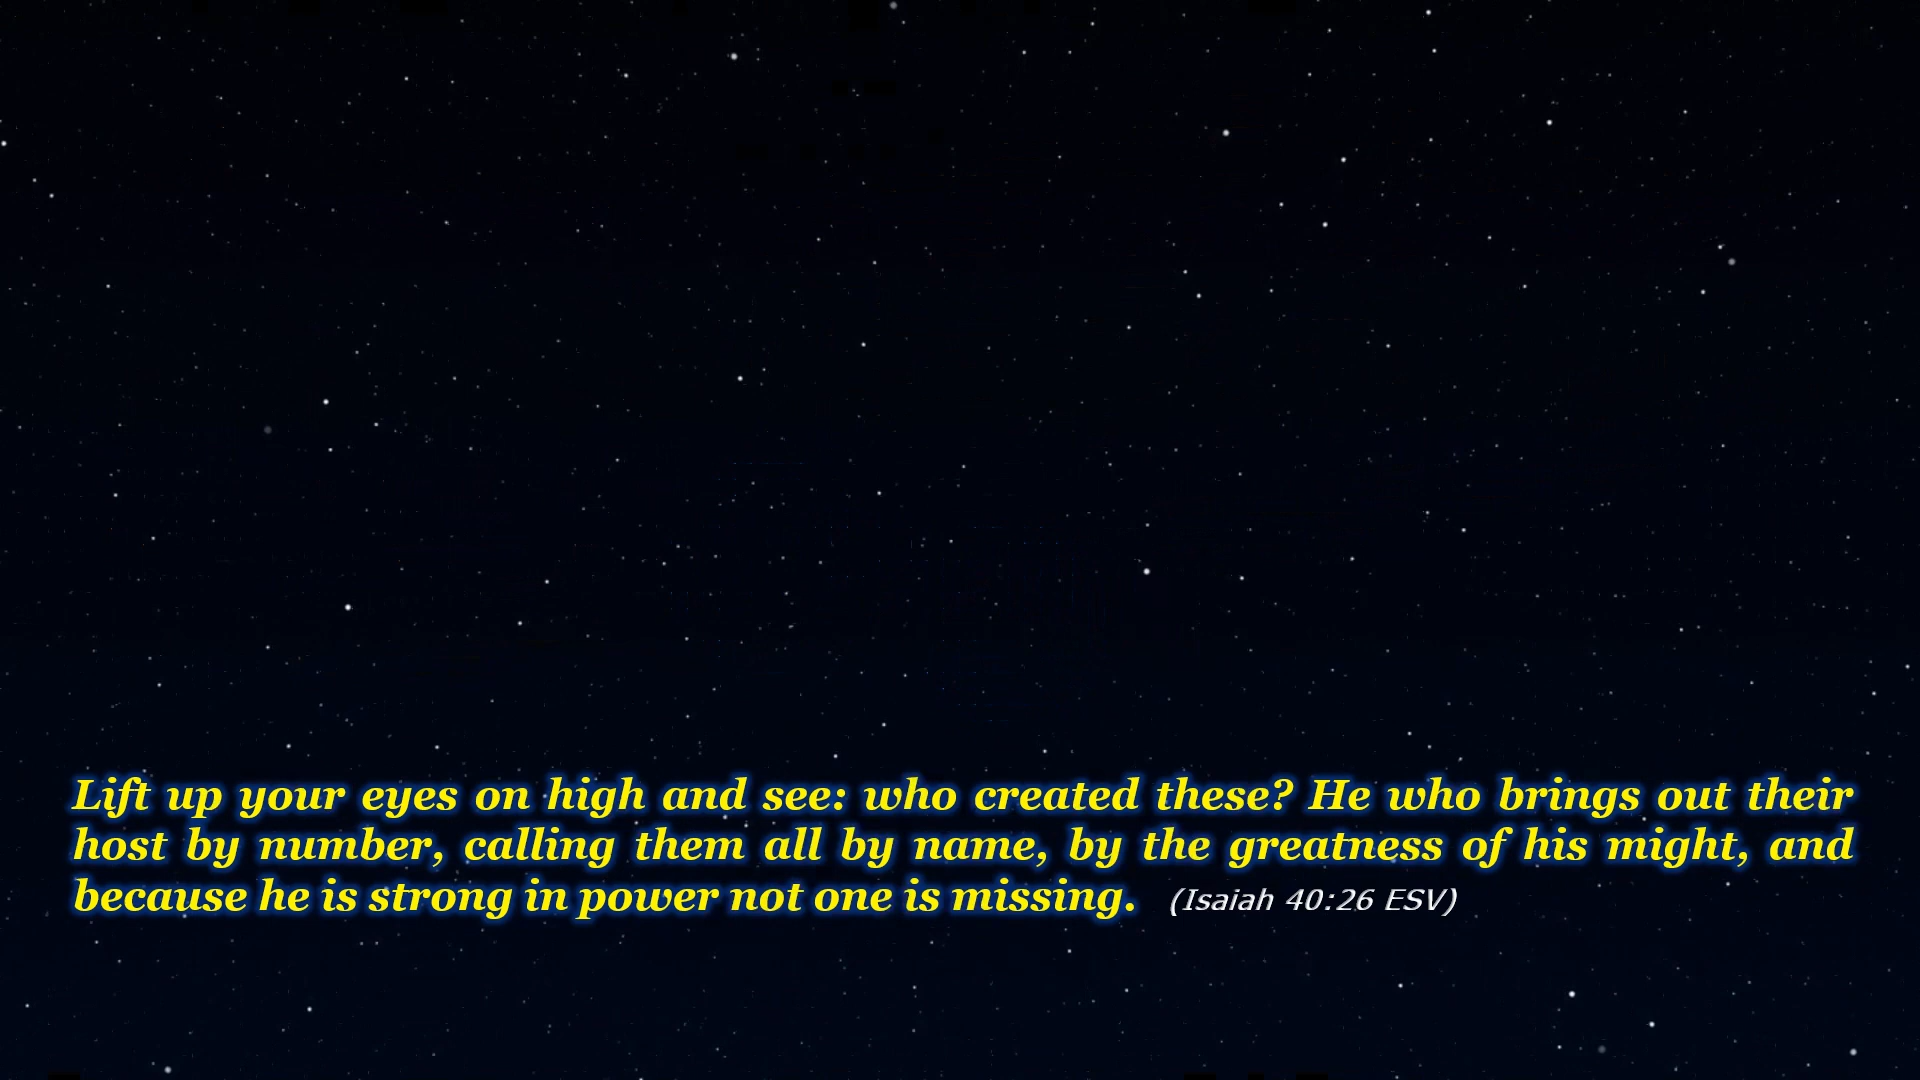 Lift up your eyes on high and see: who created these? He who brings out their
host by number, calling them all by name, by the greatness of his might, and
because he is strong in power not one is missing. (Isaiah 40:26 ESV)